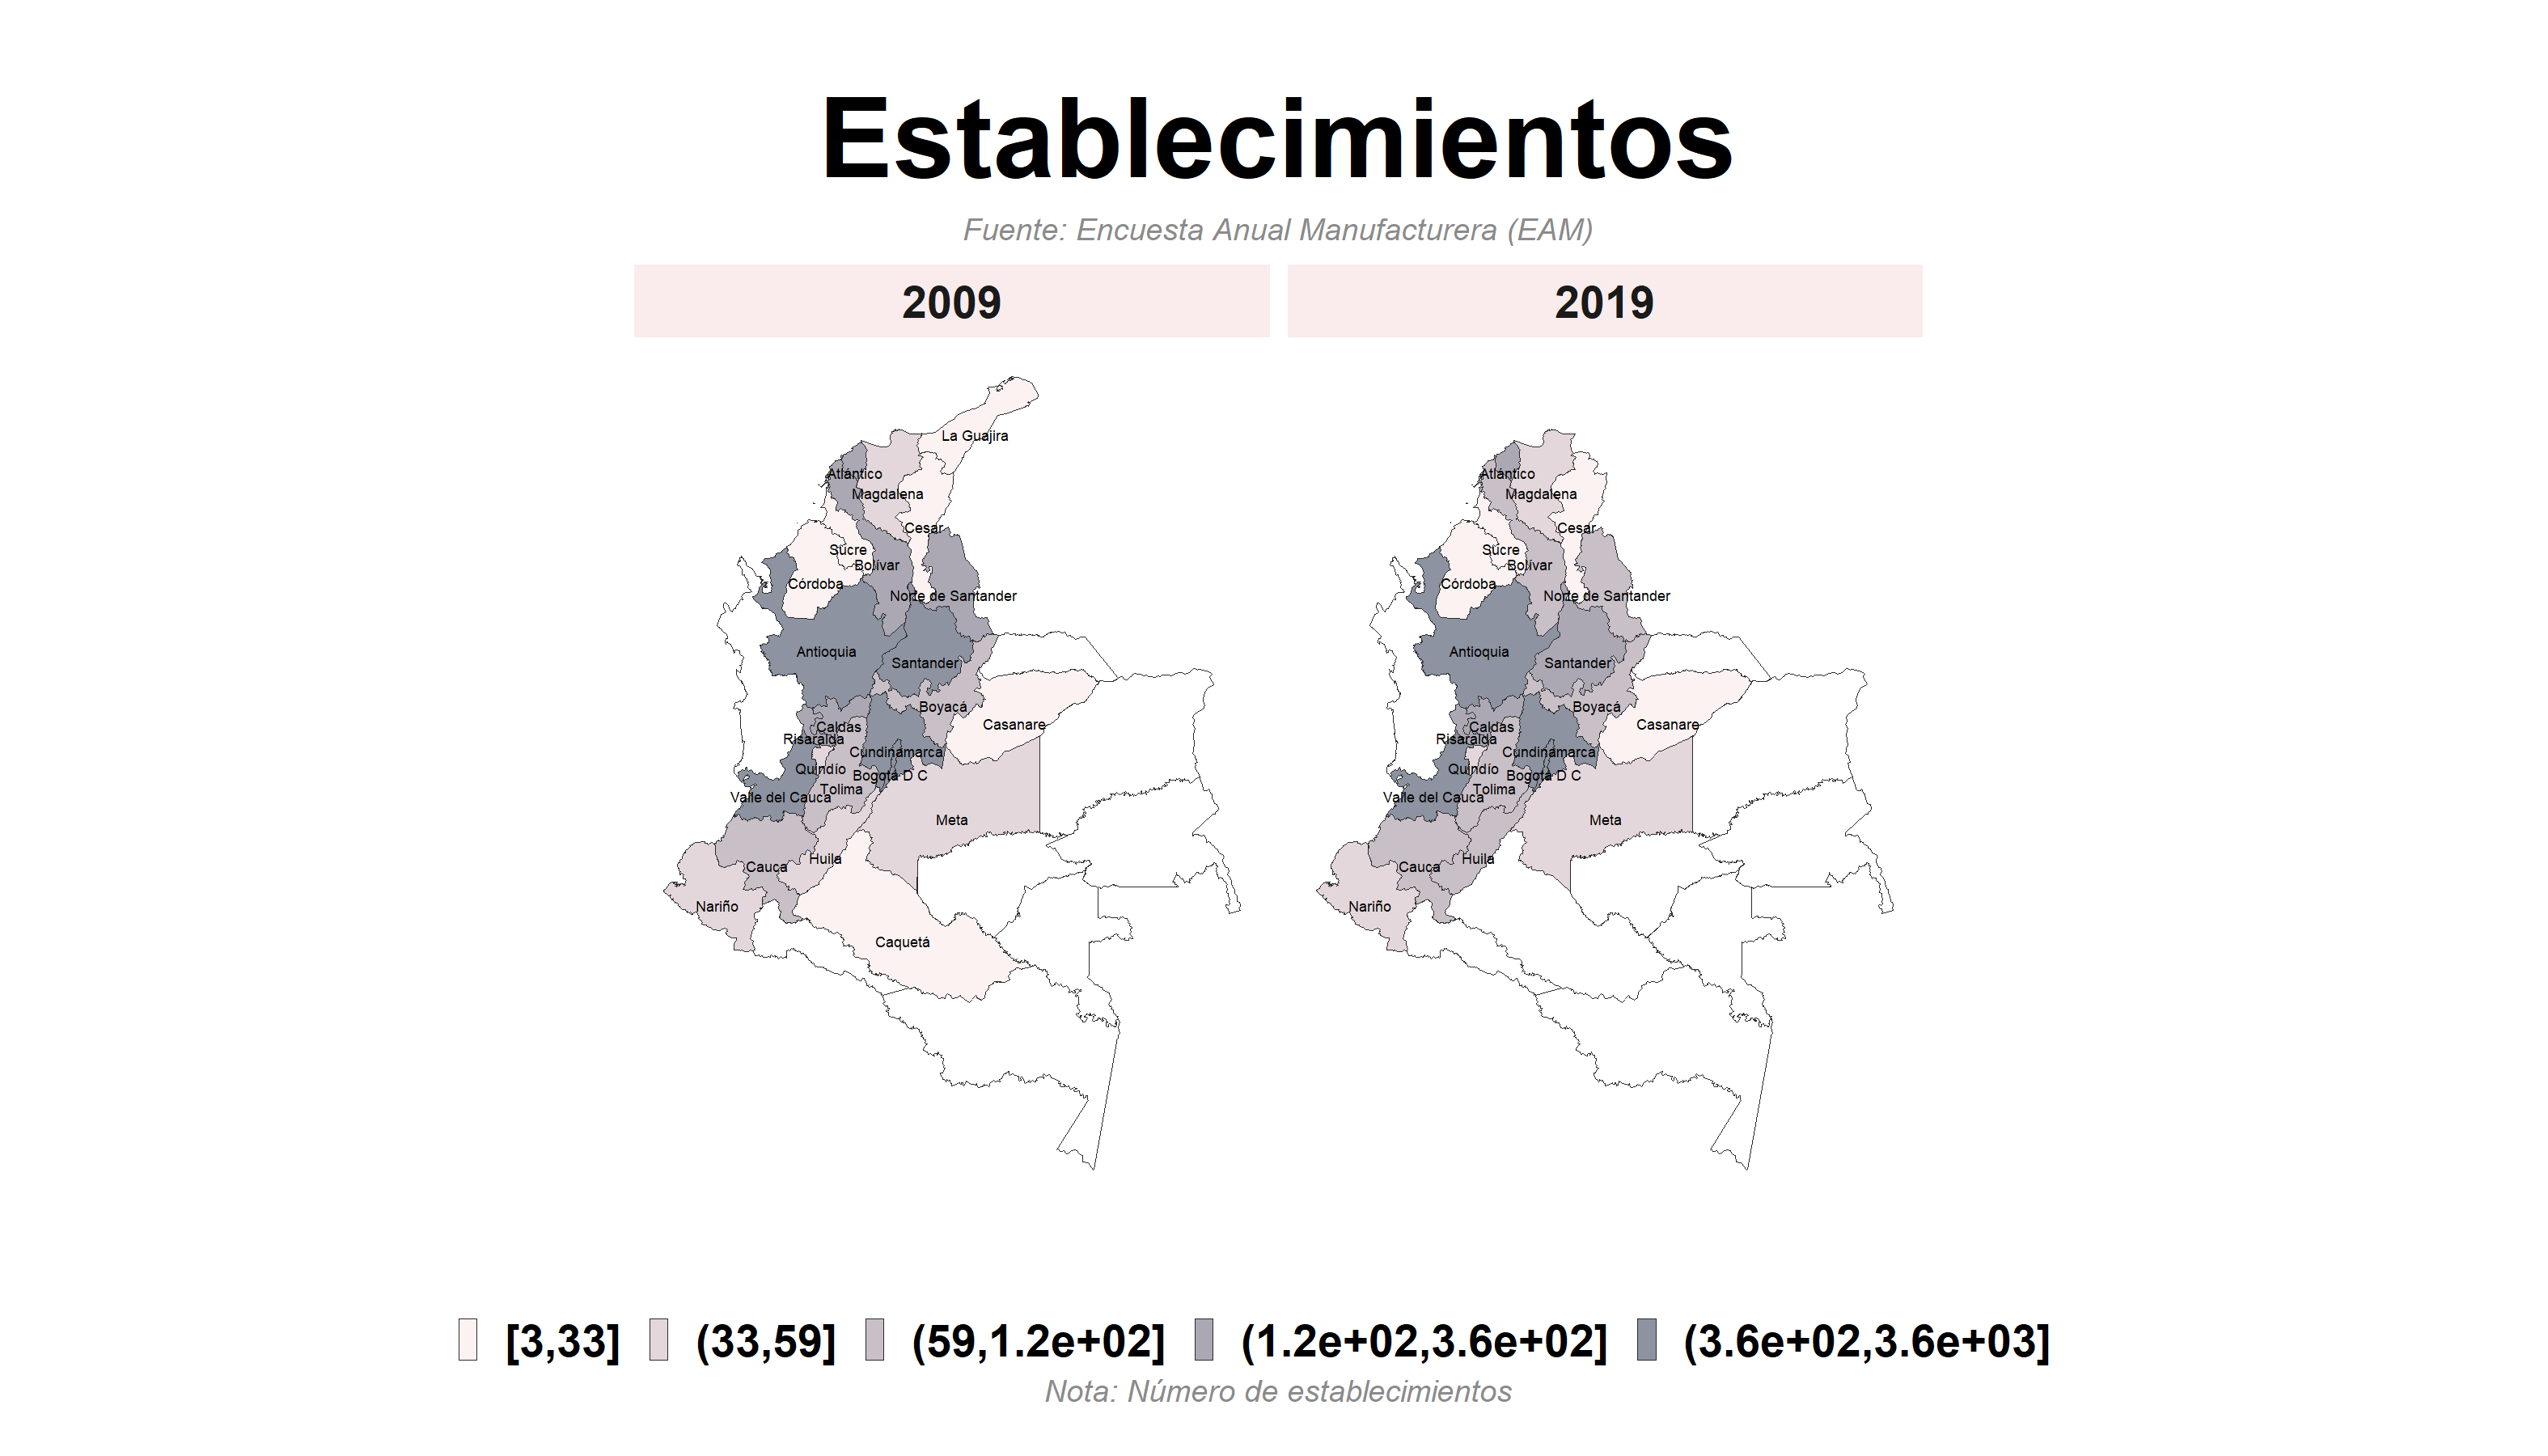 Establecimientos
Fuente: Encuesta Anual Manufacturera (EAM)
2009
2019
La Guajira
Atlántico
Magdalena
Cesar
Sucre
Bolívar
Córdoba
Norte de Santander
Antioquia
Santander
Boyacá
Casanare
Caldas
Risaralda
Cundinamarca
Quindío
Bogotá D C
Tolima
Valle del Cauca
Meta
Huila
Cauca
Nariño
Caquetá
Atlántico
Magdalena
Cesar
Sucre
Bolívar
Córdoba
Norte de Santander
Antioquia
Santander
Boyacá
Casanare
Caldas
Risaralda
Cundinamarca
Quindío
Bogotá D C
Tolima
Valle del Cauca
Meta
Huila
Cauca
Nariño
[3,33] (33,59] (59,1.2e+02] (1.2e+02,3.6e+02] (3.6e+02,3.6e+03]
Nota: Número de establecimientos